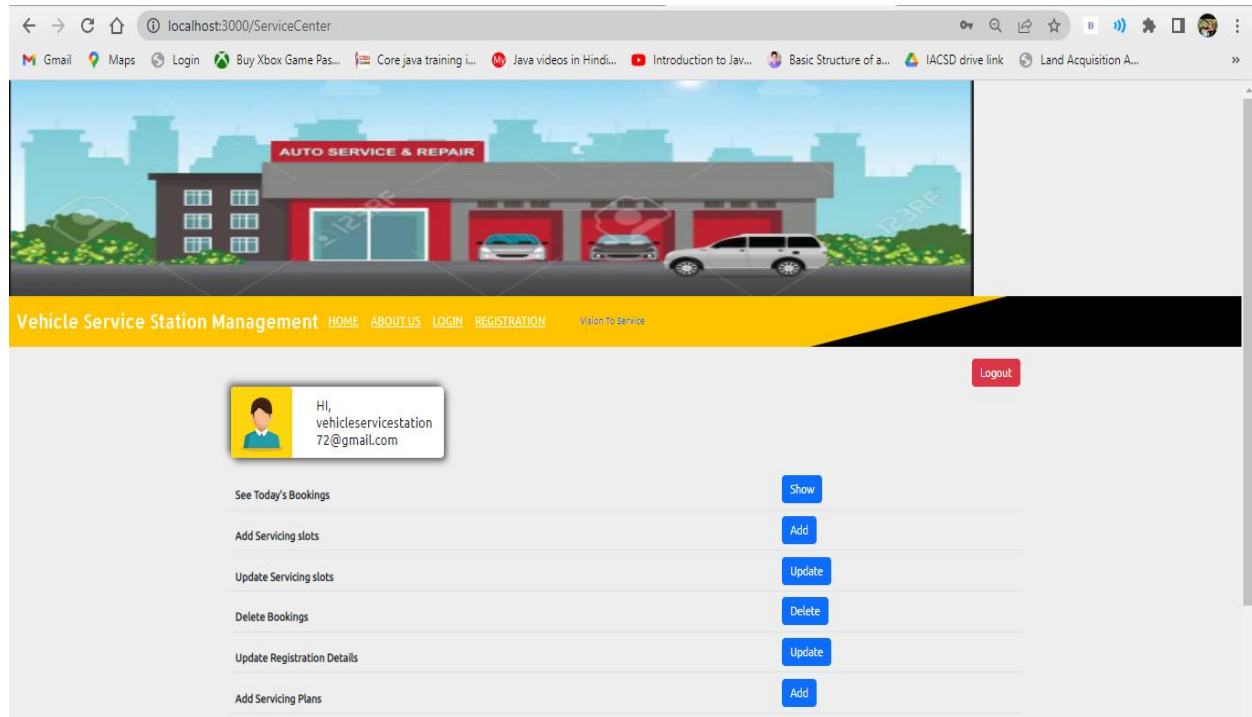 localhost:3000/ServiceCenter
Gmail Maps Login Buy Xbox Game Pas... Core java training i... Java videos in Hindi... Introduction to Jav... Basic Structure of a... IACSD drive link Land Acquisition A... »
AUTO SERVICE & REPAIR
123RF
123RF
Vehicle Service Station Management HOME ABOUT US LOGIN REGISTRATION Vision To Service
Logout
HI,
vehicleservicestation
72@gmail.com
See Today's Bookings Show
Add Servicing slots Add
Update Servicing slots Update
Delete Bookings Delete
Update Registration Details Update
Add Servicing Plans Add